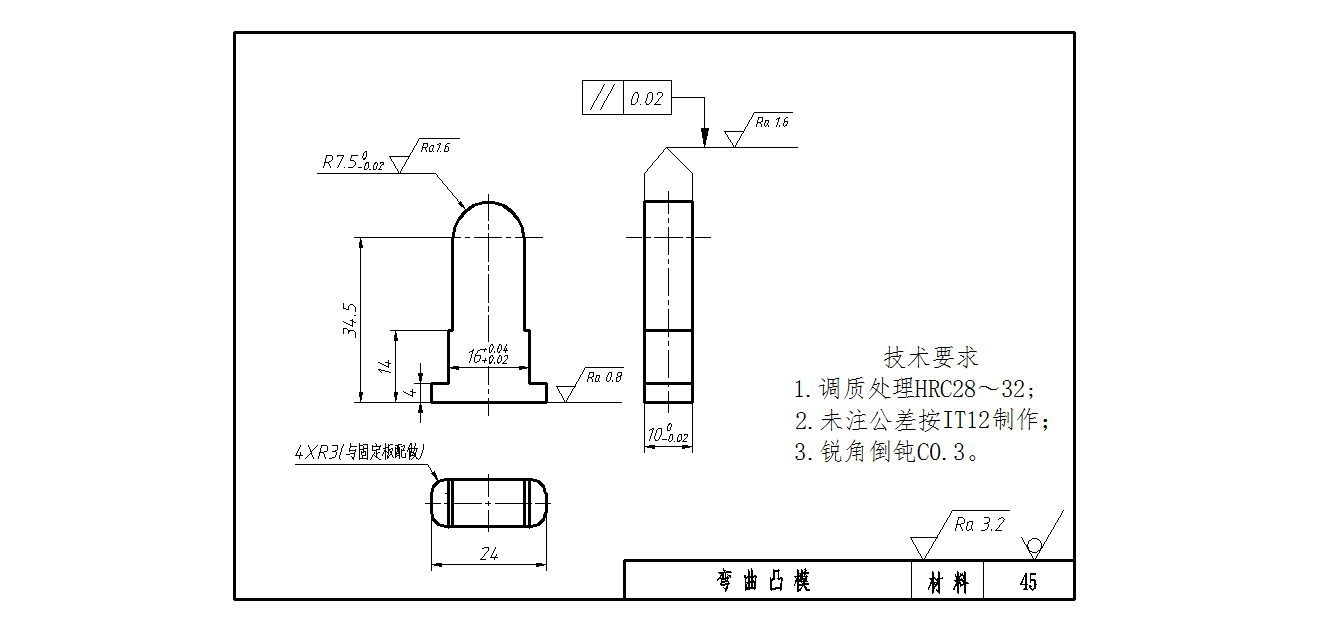 // 0.02
Ra 1.6
R7.5 0 -0.02
Ra1.6
34.5
14
4
16 +0.04 +0.02
Ra 0.8
10 0 -0.02
技术要求
1.调质处理HRC28～32；
2.未注公差按IT12制作；
3.锐角倒钝C0.3。
4XR3(与固定板配做)
24
Ra 3.2
弯曲凸模 材料 45